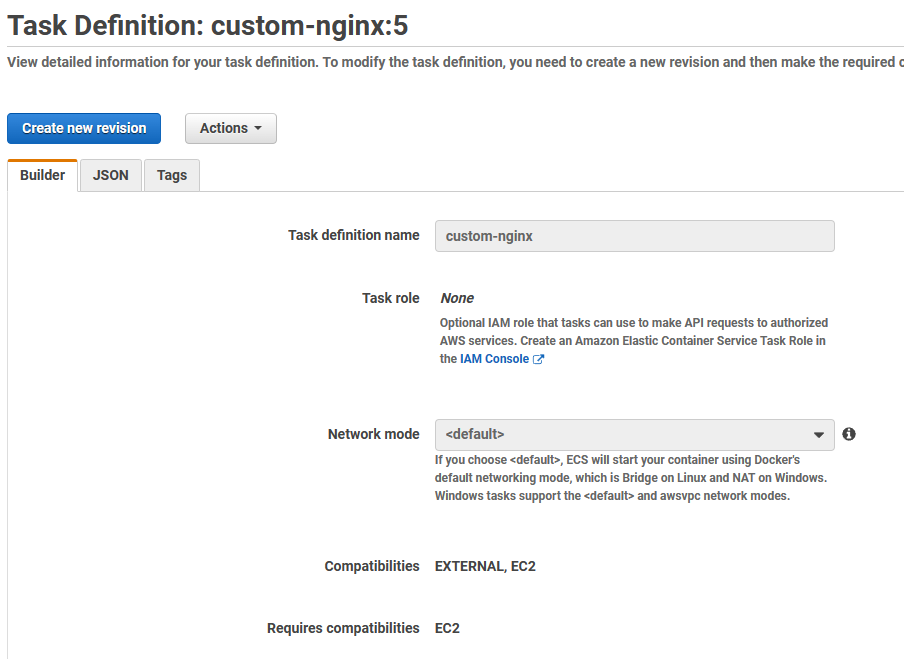 Task Definition: custom-nginx:5
View detailed information for your task definition. To modify the task definition, you need to create a new revision and then make the required
Create new revision
Actions
Builder JSON Tags
Task definition name custom-nginx
Task role None
Optional IAM role that tasks can use to make API requests to authorized
AWS services. Create an Amazon Elastic Container Service Task Role in
the IAM Console
Network mode <default>
If you choose <default>, ECS will start your container using Docker's
default networking mode, which is Bridge on Linux and NAT on Windows.
Windows tasks support the <default> and awsvpc network modes.
Compatibilities EXTERNAL, EC2
Requires compatibilities EC2